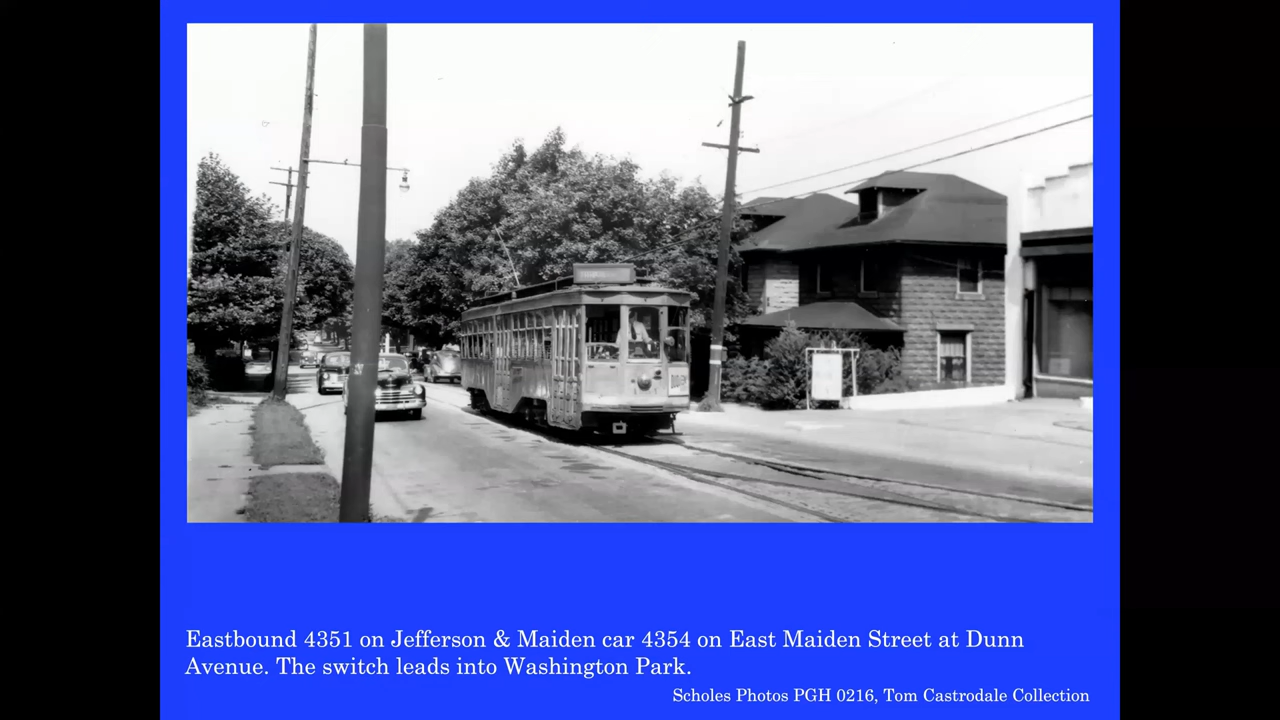 Eastbound 4351 on Jefferson & Maiden car 4354 on East Maiden Street at Dunn
Avenue. The switch leads into Washington Park.
Scholes Photos PGH 0216, Tom Castrodale Collection